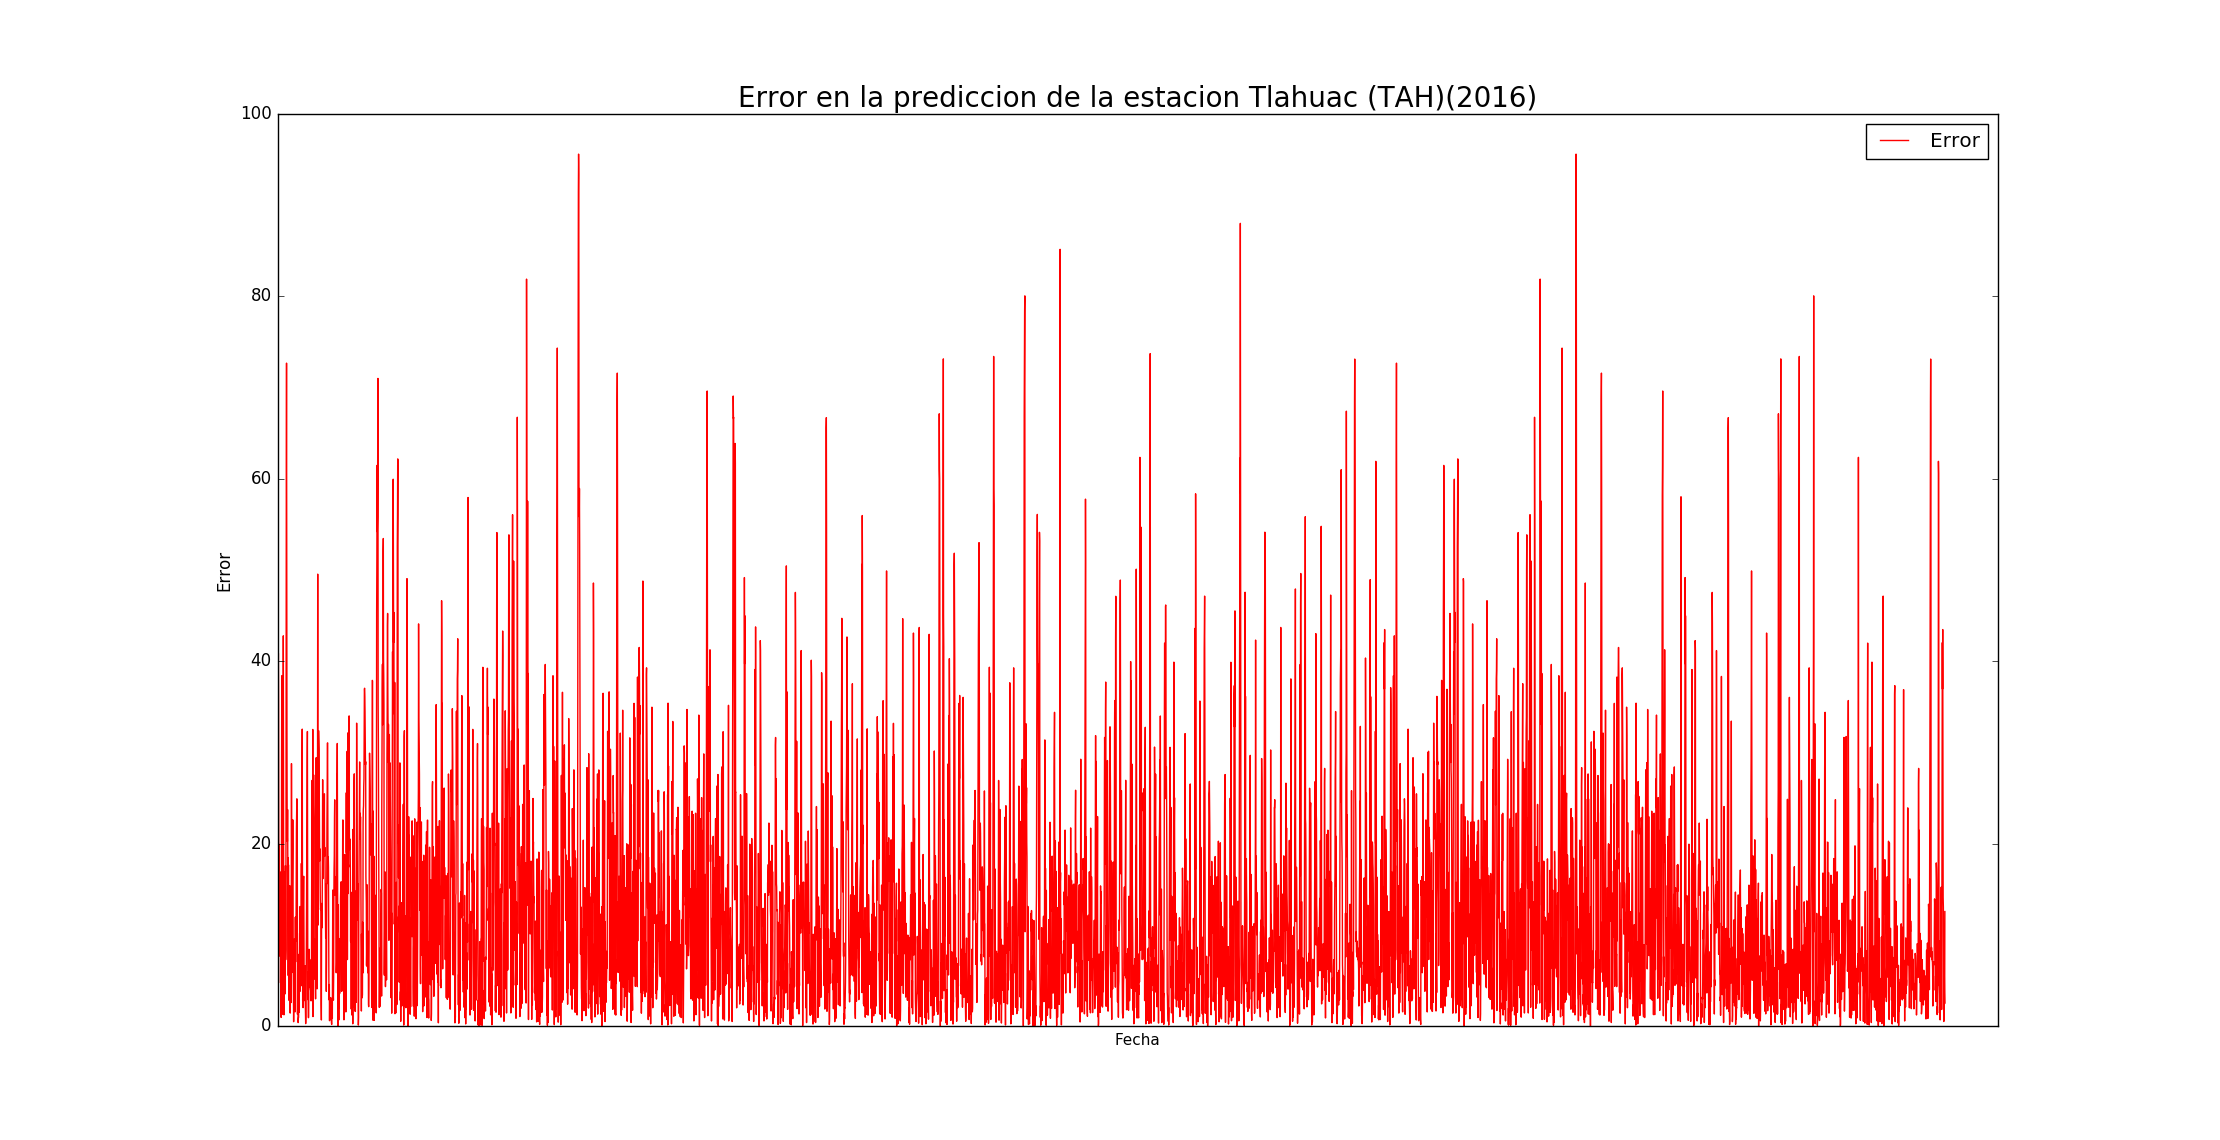 Error en la prediccion de la estacion Tlahuac (TAH)(2016)
100
Error
80
60
Error
40
20
0
Fecha